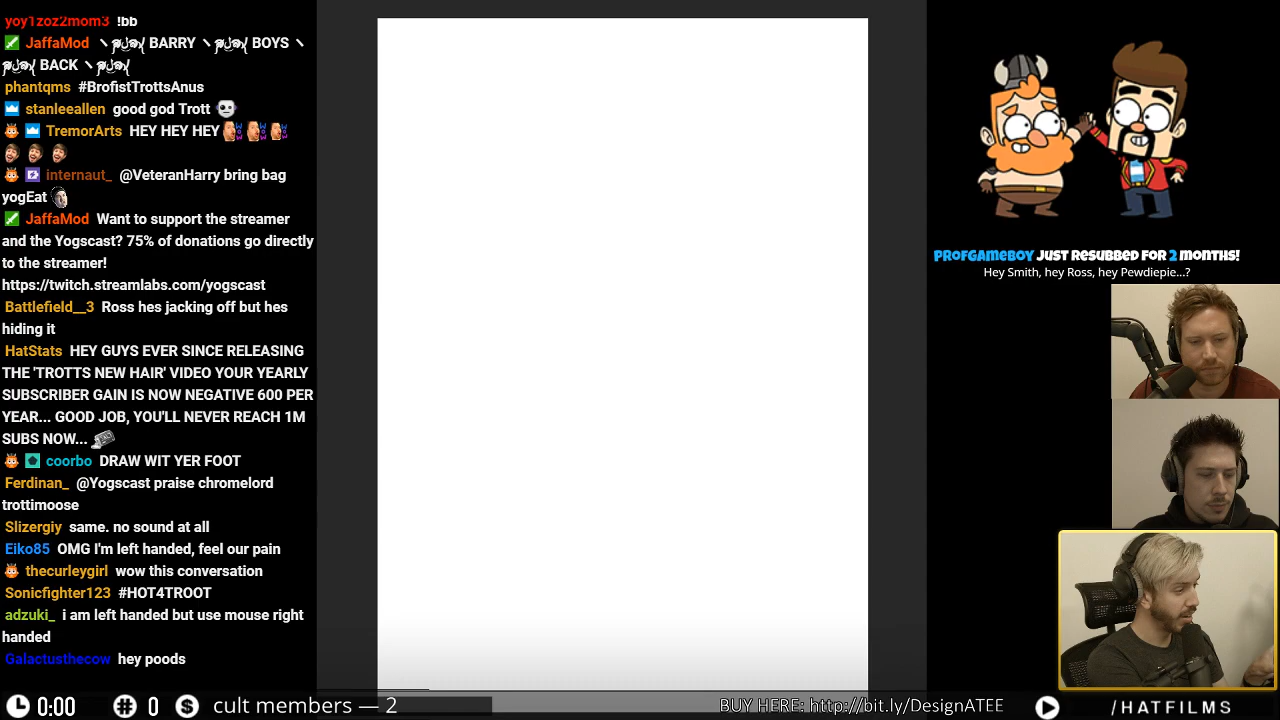 yoy1zoz2mom3 !bb
JaffaMod BARRY BOYS
BACK
phantqms #BrofistTrottsAnus
stanleeallen good god Trott
TremorArts HEY HEY HEY
internaut_ @VeteranHarry bring bag
yogEat
JaffaMod Want to support the streamer
and the Yogscast? 75% of donations go directly
to the streamer!
https://twitch.streamlabs.com/yogscast
Battlefield__3 Ross hes jacking off but hes
hiding it
HatStats HEY GUYS EVER SINCE RELEASING
THE 'TROTTS NEW HAIR' VIDEO YOUR YEARLY
SUBSCRIBER GAIN IS NOW NEGATIVE 600 PER
YEAR... GOOD JOB, YOU'LL NEVER REACH 1M
SUBS NOW...
coorbo DRAW WIT YER FOOT
Ferdinan_ @Yogscast praise chromelord
trottimoose
Slizergiy same. no sound at all
Eiko85 OMG I'm left handed, feel our pain
thecurleygirl wow this conversation
Sonicfighter123 #HOT4TROOT
adzuki_ i am left handed but use mouse right
handed
Galactusthecow hey poods
PROFGAMEBOY JUST RESUBBED FOR 2 MONTHS!
Hey Smith, hey Ross, hey Pewdiepie...?
0:00 # 0 $ cult members — 2
BUY HERE: http://bit.ly/DesignATEE
/HATFILMS